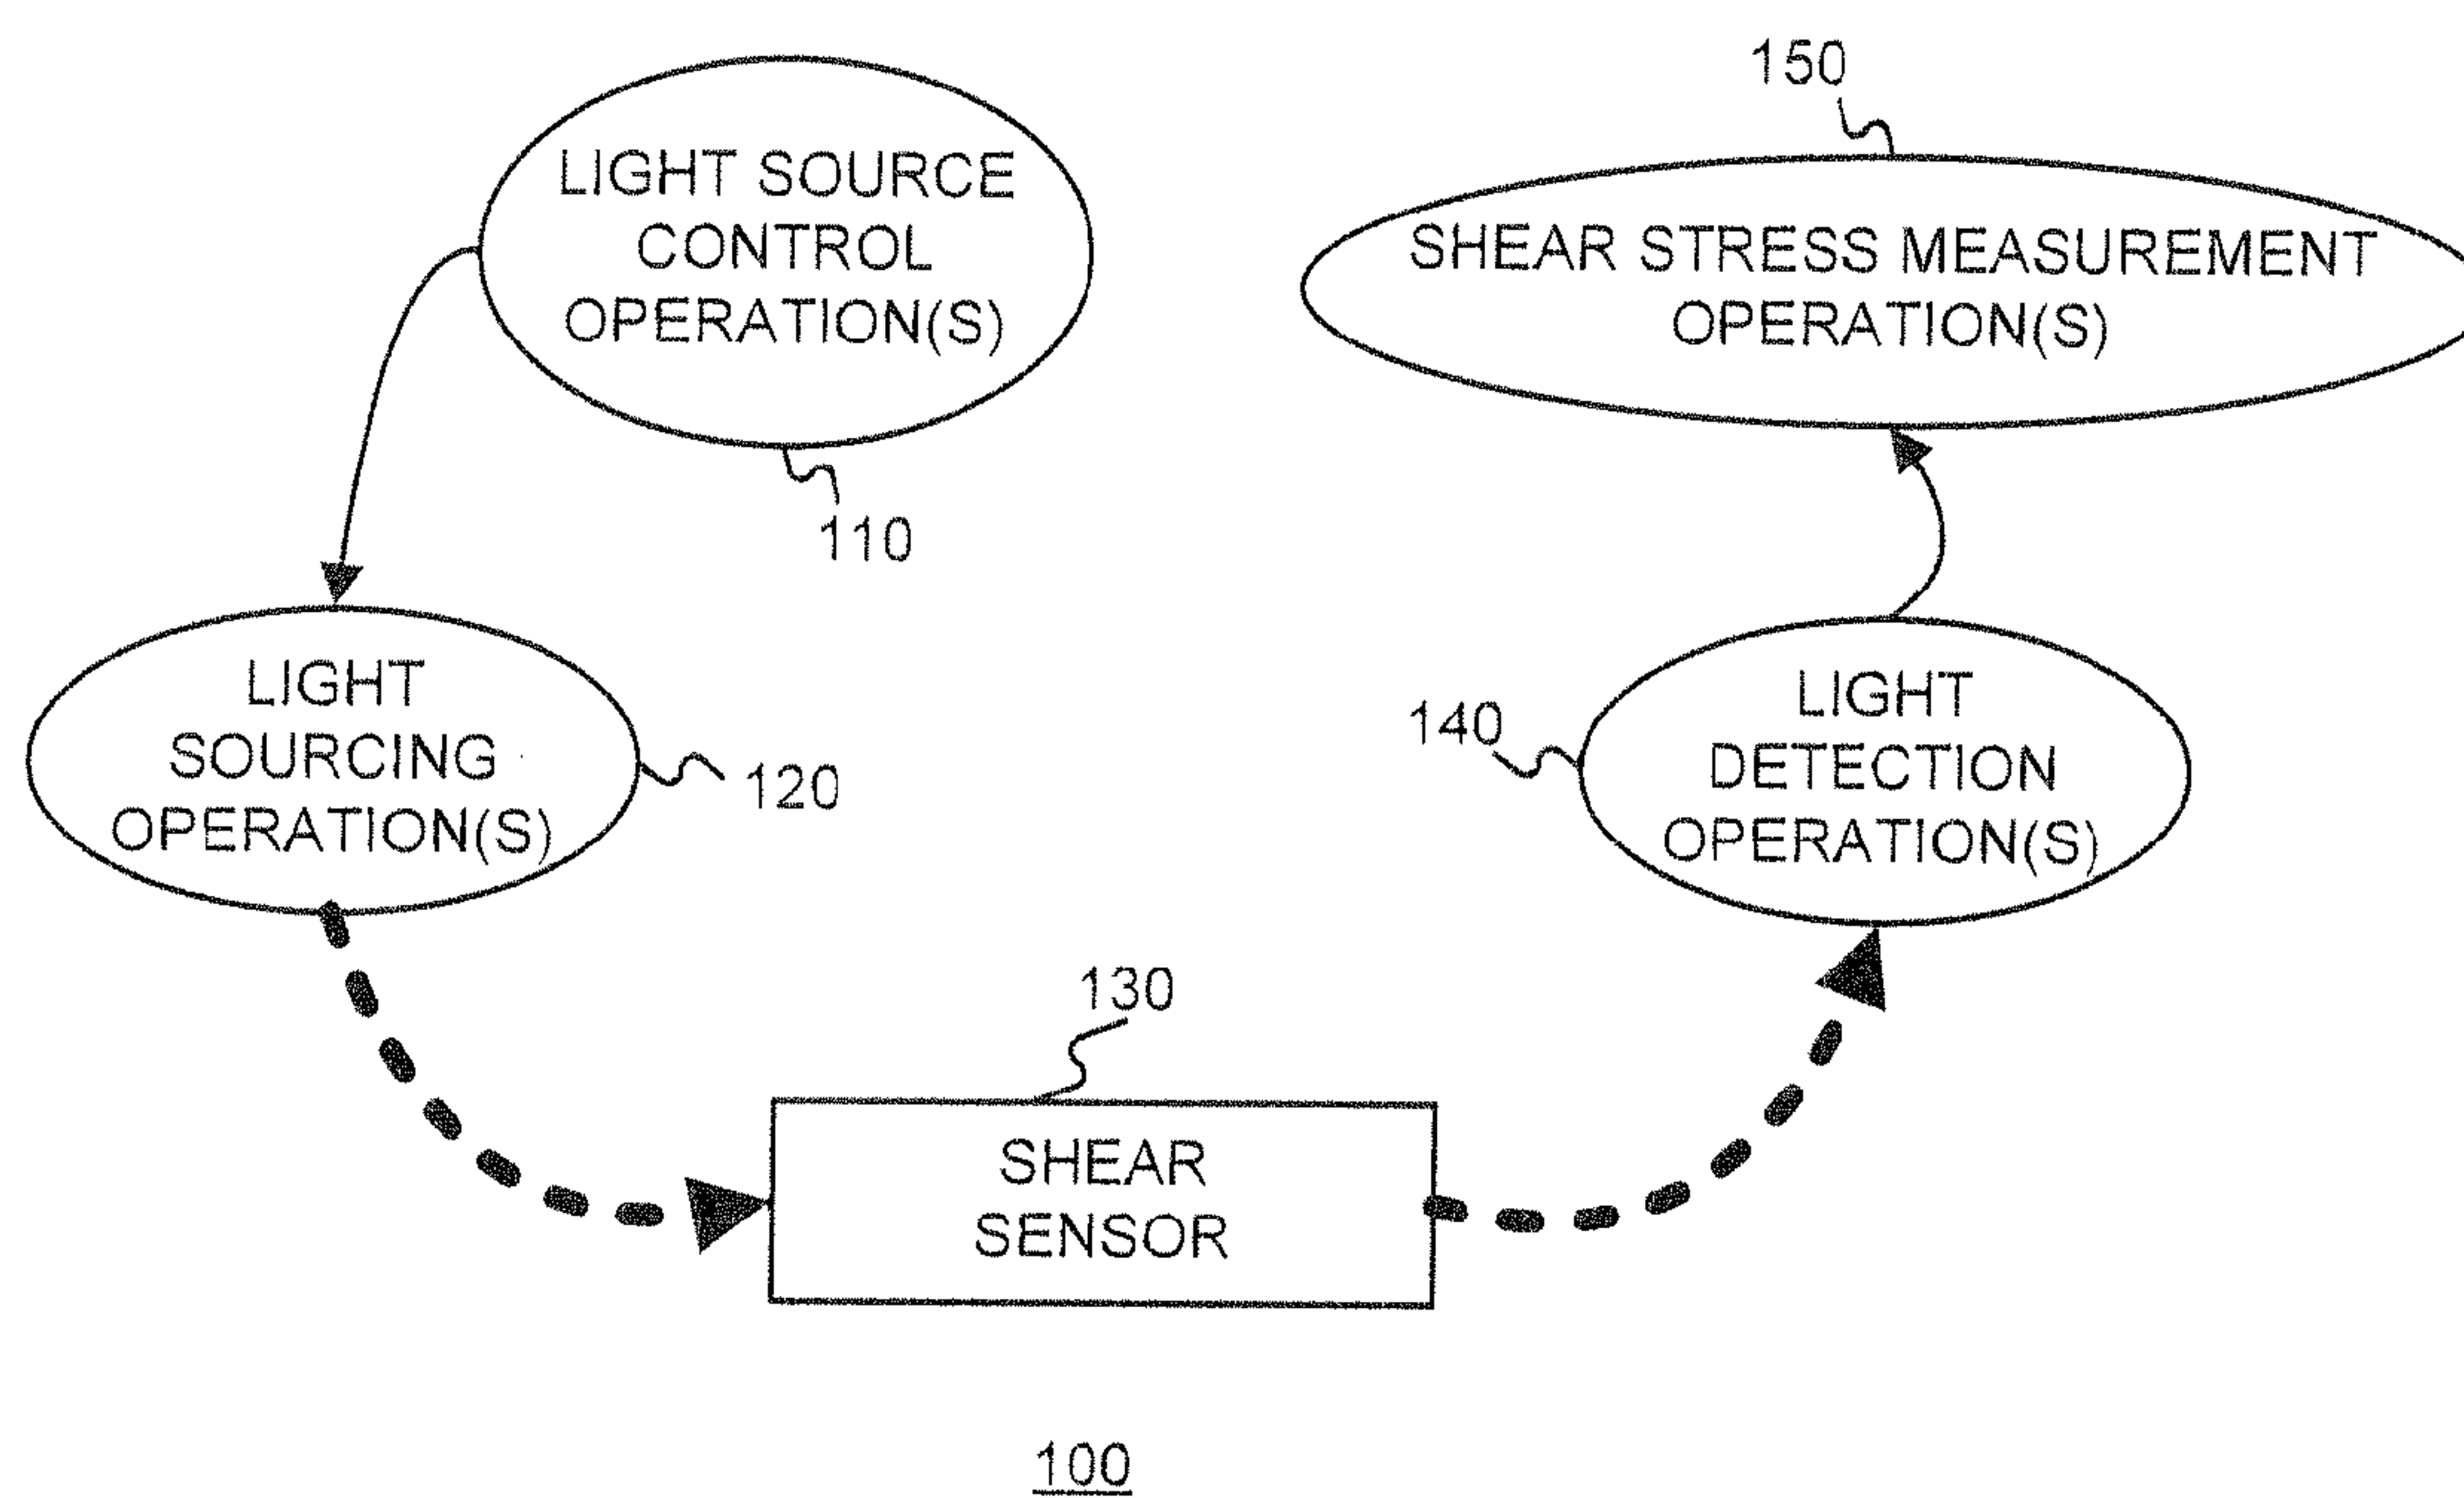 150
LIGHT SOURCE
CONTROL
OPERATION(S)
SHEAR STRESS MEASUREMENT
OPERATION(S)
110
LIGHT
SOURCING
OPERATION(S)
120
140
LIGHT
DETECTION
OPERATION(S)
130
SHEAR
SENSOR
100